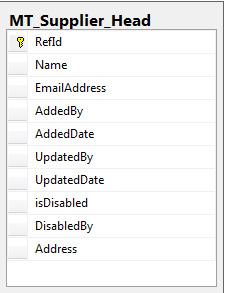 MT_Supplier_Head
RefId
Name
EmailAddress
AddedBy
AddedDate
UpdatedBy
UpdatedDate
isDisabled
DisabledBy
Address